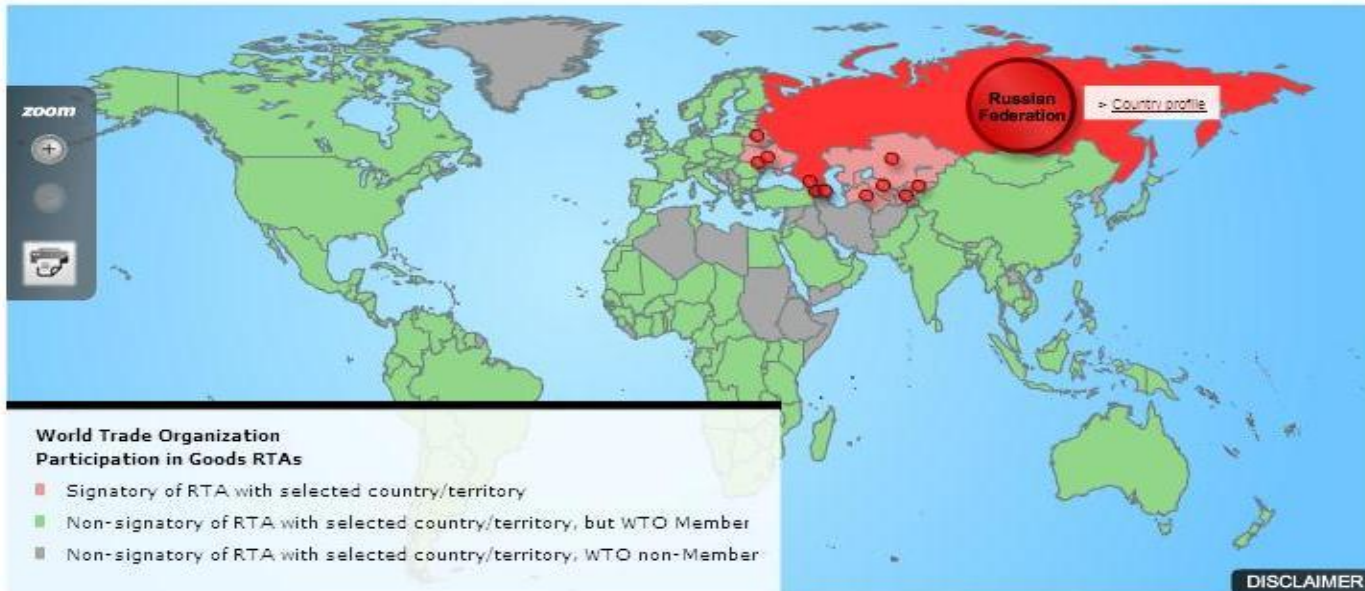 zoom
Russian
Federation
> Country profile
World Trade Organization
Participation in Goods RTAs
Signatory of RTA with selected country/territory
Non-signatory of RTA with selected country/territory, but WTO Member
Non-signatory of RTA with selected country/territory, WTO non-Member
DISCLAIMER